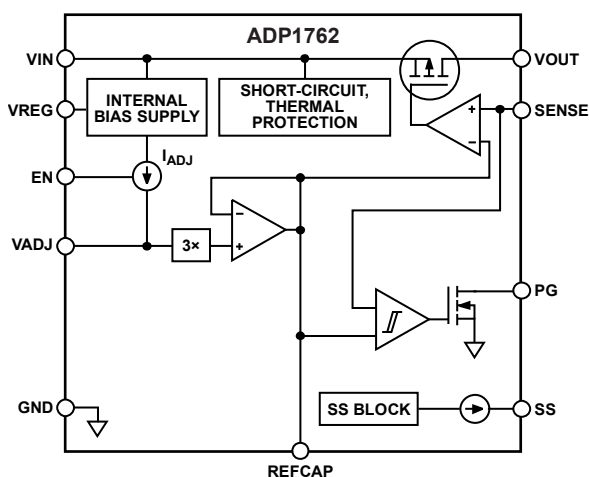 ADP1762
VIN
VOUT
VREG
INTERNAL
BIAS SUPPLY
SHORT-CIRCUIT,
THERMAL
PROTECTION
+
−
SENSE
EN
IADJ
VADJ
3×
−
+
PG
GND
SS BLOCK
SS
REFCAP